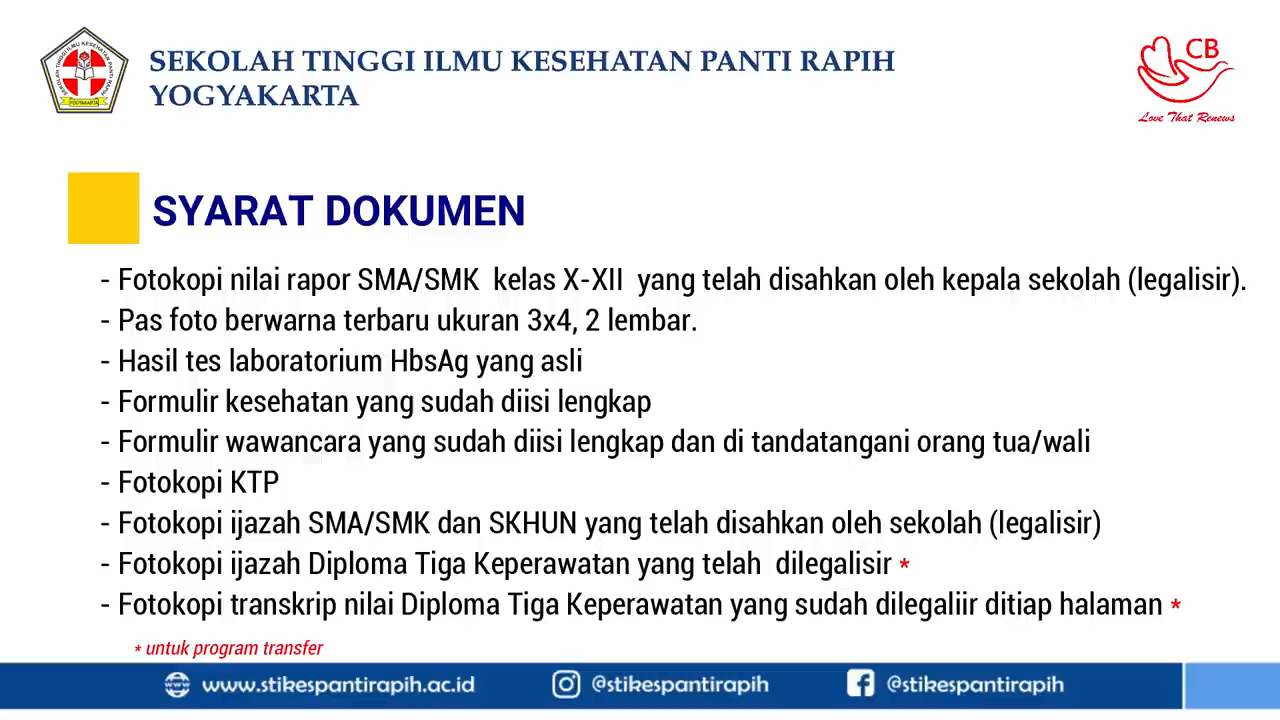 SEKOLAH TINGGI ILMU KESEHATAN PANTI RAPIH
YOGYAKARTA
YOGYAKARTA
CB
Love That Renews
SYARAT DOKUMEN
- Fotokopi nilai rapor SMA/SMK kelas X-XII yang telah disahkan oleh kepala sekolah (legalisir).
- Pas foto berwarna terbaru ukuran 3x4, 2 lembar.
- Hasil tes laboratorium HbsAg yang asli
- Formulir kesehatan yang sudah diisi lengkap
- Formulir wawancara yang sudah diisi lengkap dan di tandatangani orang tua/wali
- Fotokopi KTP
- Fotokopi ijazah SMA/SMK dan SKHUN yang telah disahkan oleh sekolah (legalisir)
- Fotokopi ijazah Diploma Tiga Keperawatan yang telah dilegalisir *
- Fotokopi transkrip nilai Diploma Tiga Keperawatan yang sudah dilegaliir ditiap halaman *
* untuk program transfer
www.stikespantirapih.ac.id
@stikespantirapih
@stikespantirapih